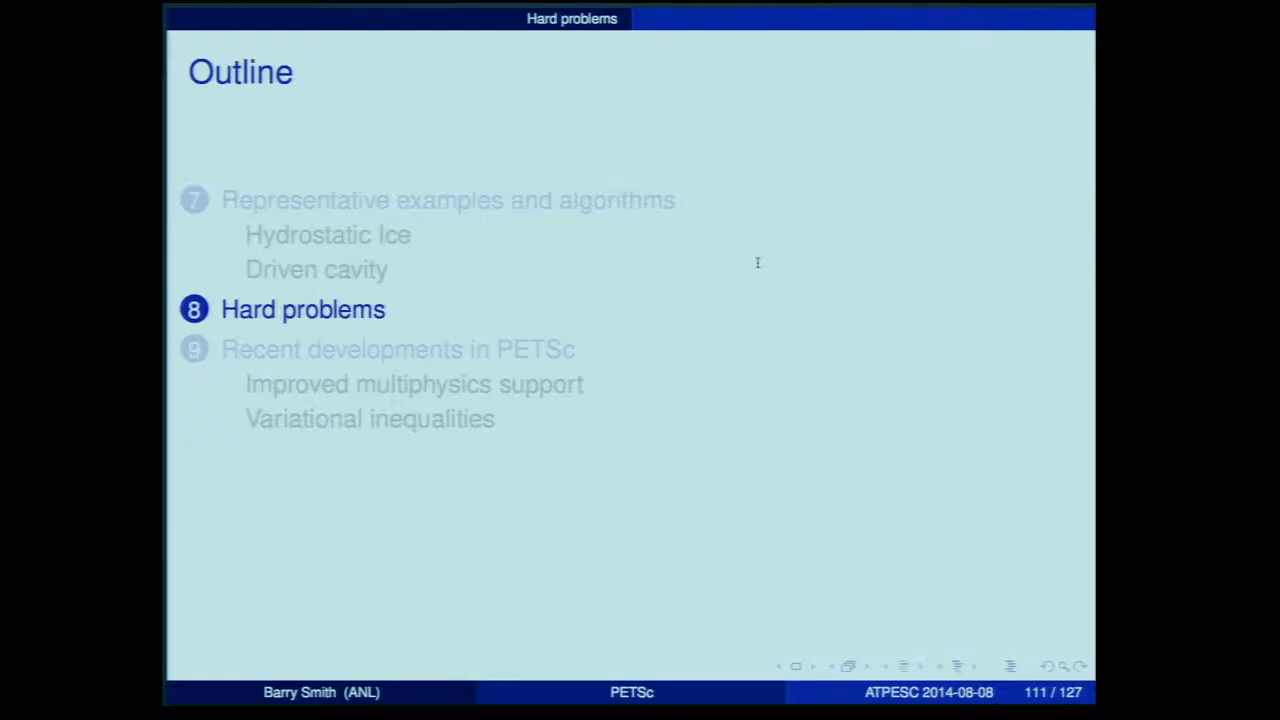 Hard problems
Outline
7 Representative examples and algorithms
Hydrostatic Ice
Driven cavity
8 Hard problems
9 Recent developments in PETSc
Improved multiphysics support
Variational inequalities
Barry Smith (ANL) PETSc ATPESC 2014-08-08 111 / 127